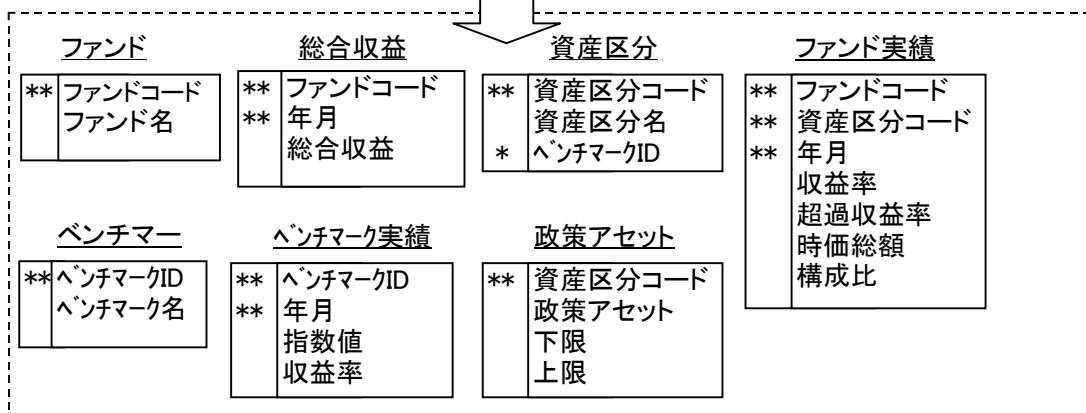 ファンド
** ファンドコード
ファンド名
総合収益
** ファンドコード
** 年月
総合収益
資産区分
** 資産区分コード
資産区分名
* ベンチマークID
ファンド実績
** ファンドコード
** 資産区分コード
** 年月
収益率
超過収益率
時価総額
構成比
ベンチマー
** ベンチマークID
ベンチマーク名
ベンチマーク実績
** ベンチマークID
** 年月
指数値
収益率
政策アセット
** 資産区分コード
政策アセット
下限
上限